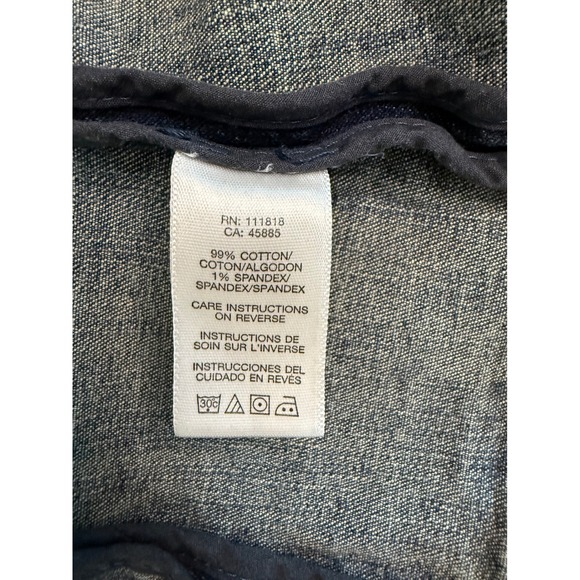 RN: 111818
CA: 45885
99% COTTON/
COTON/ALGODON
1% SPANDEX/
SPANDEX/SPANDEX
CARE INSTRUCTIONS
ON REVERSE
INSTRUCTIONS DE
SOIN SUR L'INVERSE
INSTRUCCIONES DEL
CUIDADO EN REVÉS
30C